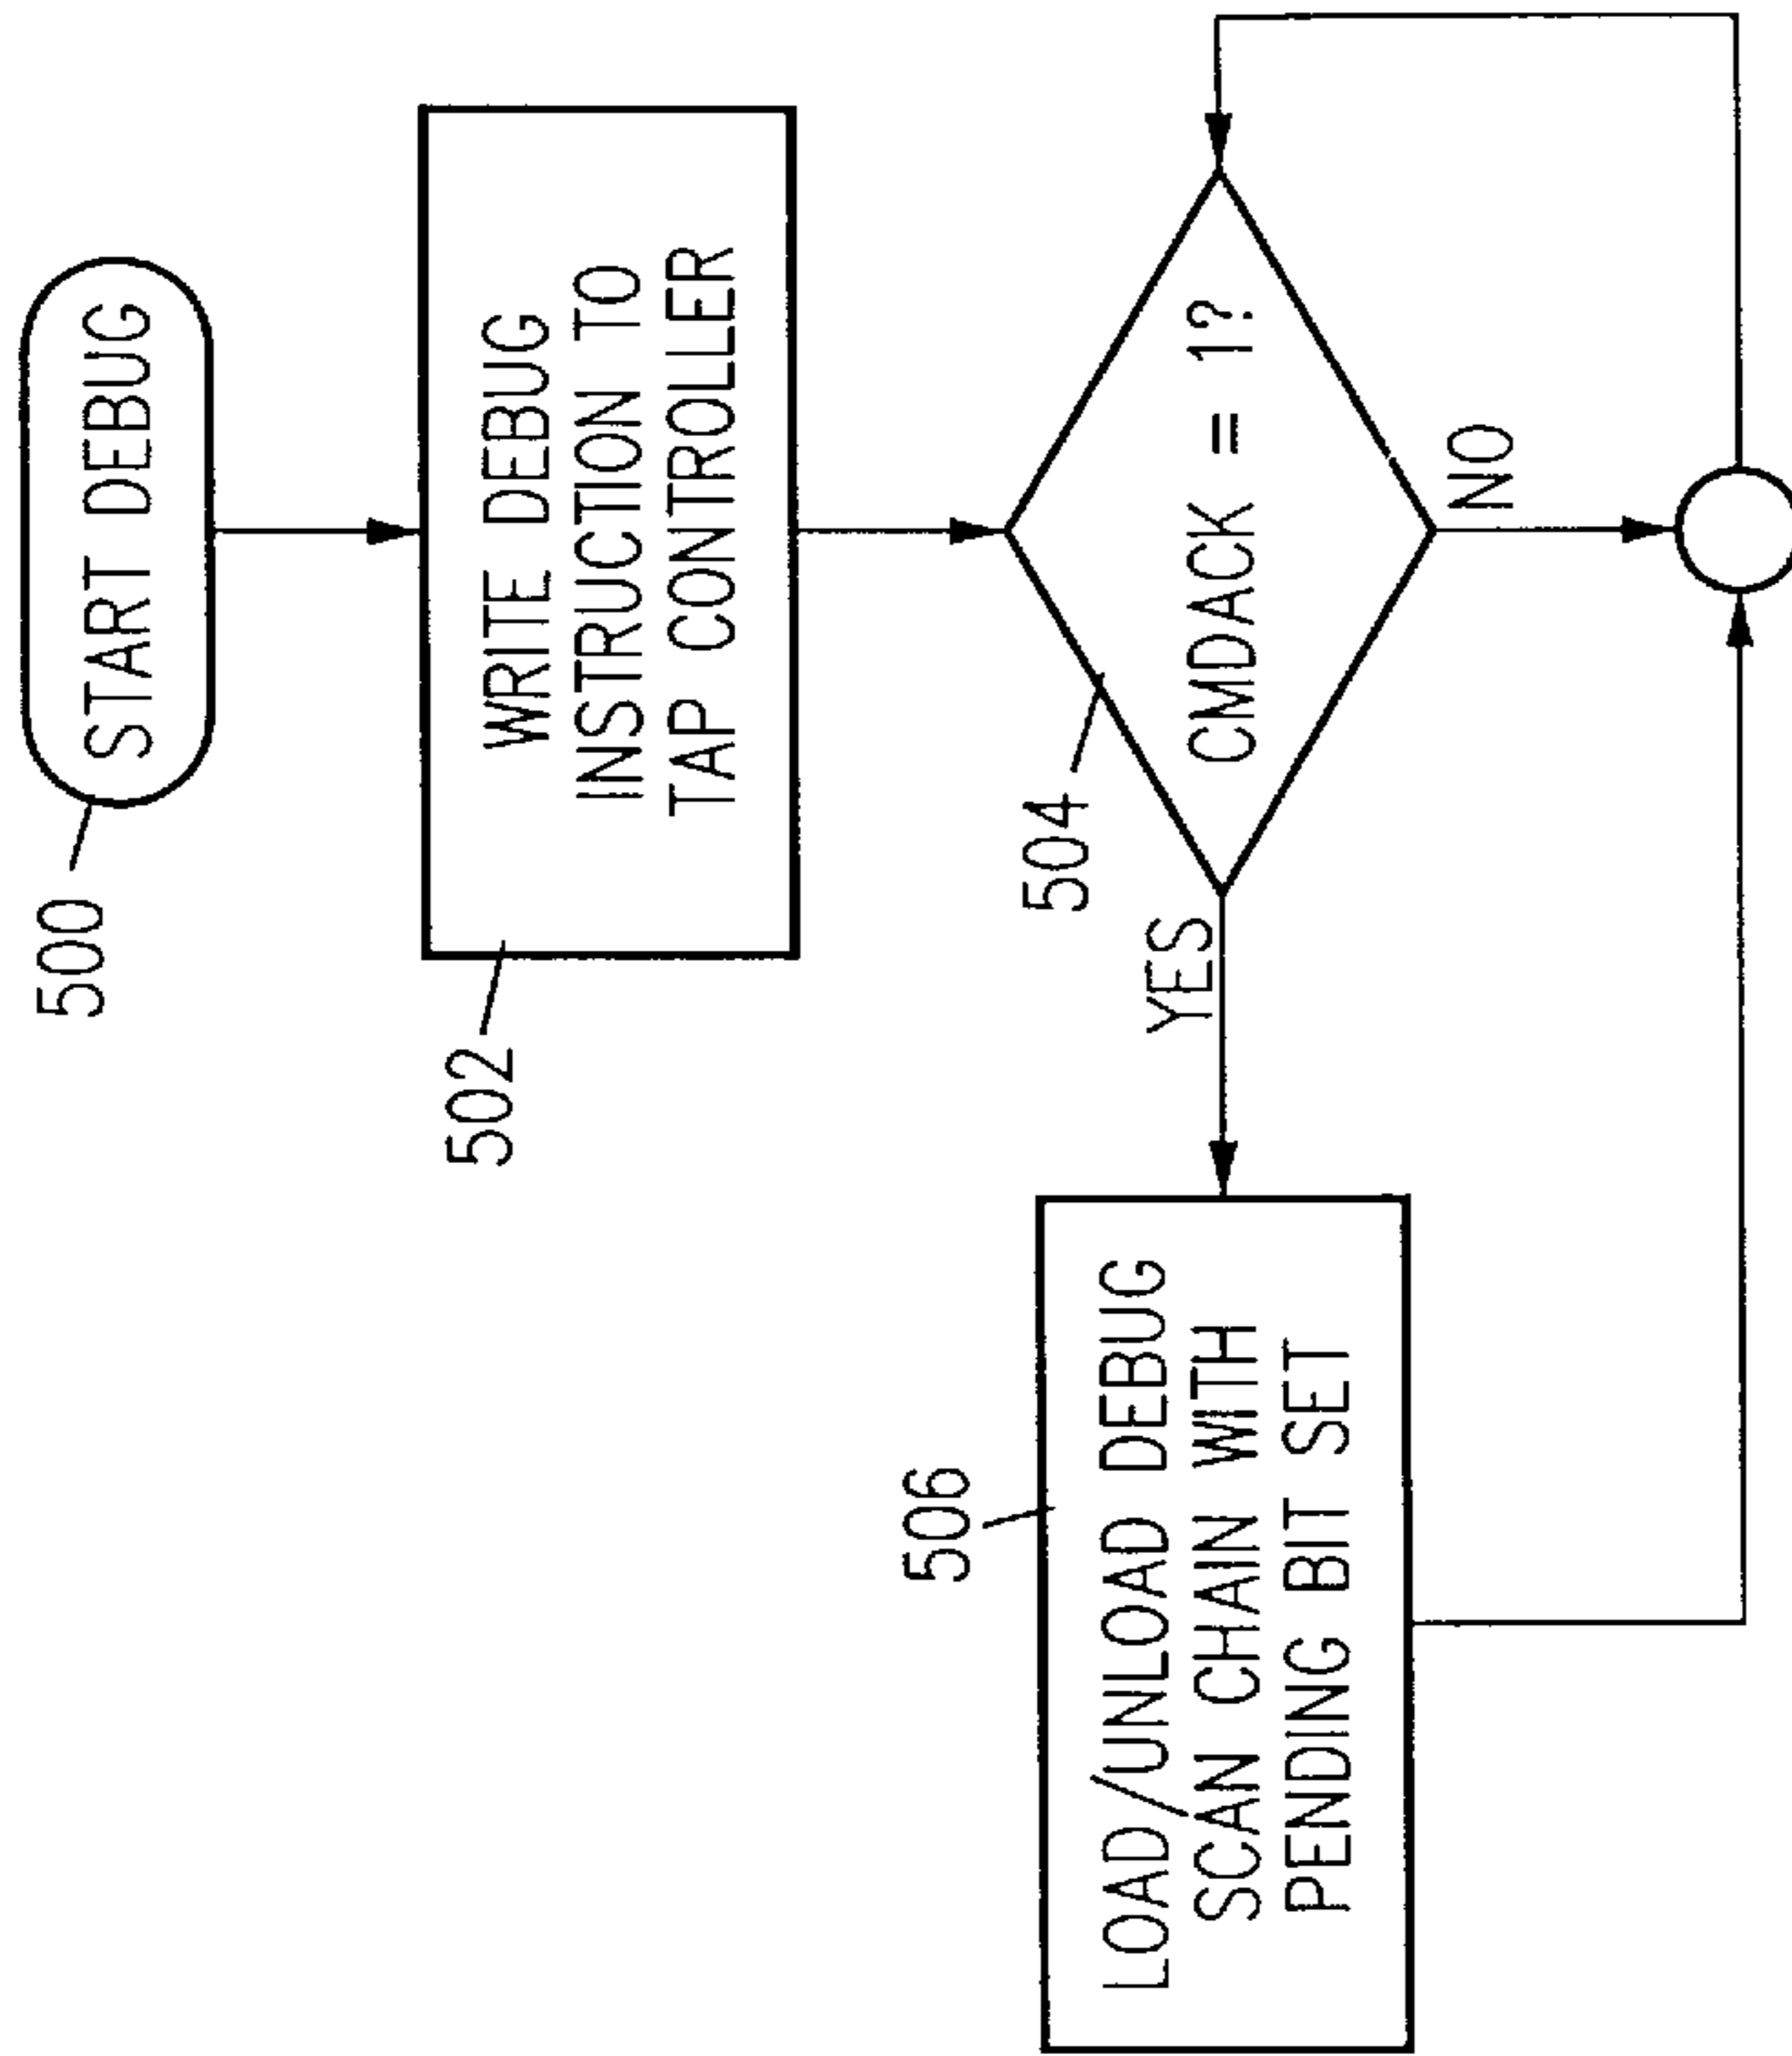 500
START DEBUG
502
WRITE DEBUG
INSTRUCTION TO
TAP CONTROLLER
504
CMDACK = 1?
YES
NO
506
LOAD/UNLOAD DEBUG
SCAN CHAIN WITH
PENDING BIT SET